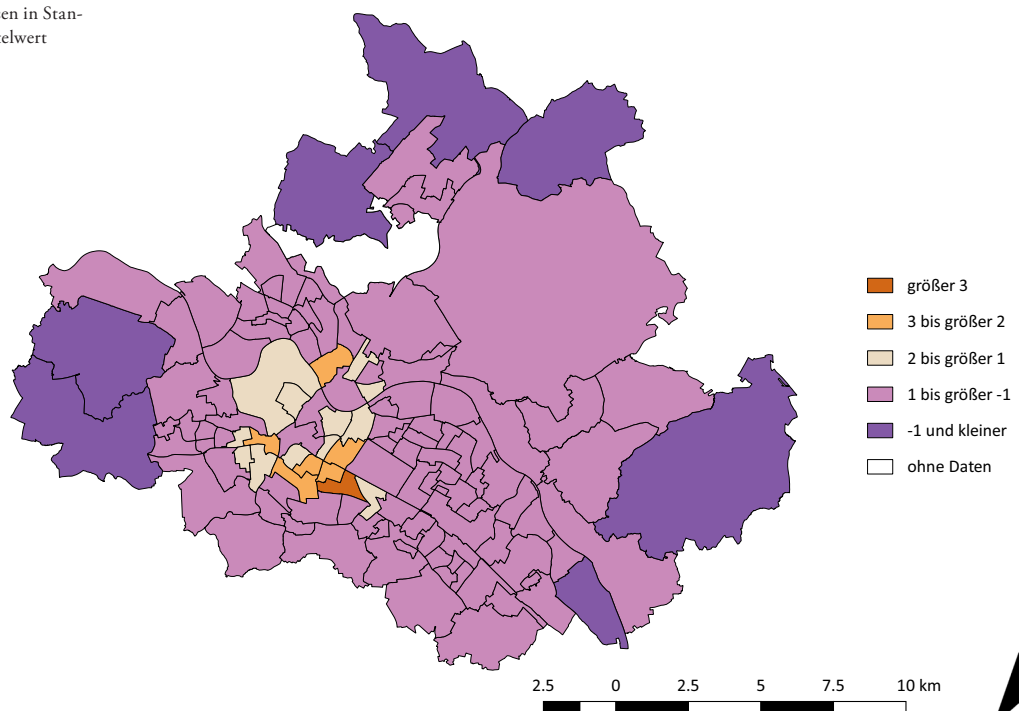 en in Stan-
elwert
größer 3
3 bis größer 2
2 bis größer 1
1 bis größer -1
-1 und kleiner
ohne Daten
2.5 0 2.5 5 7.5 10 km